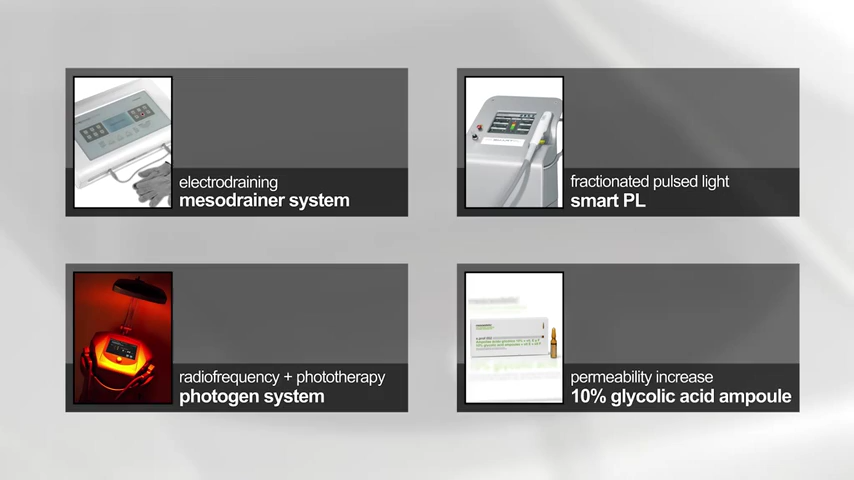 electrodraining
mesodrainer system
fractionated pulsed light
smart PL
radiofrequency + phototherapy
photogen system
permeability increase
10% glycolic acid ampoule